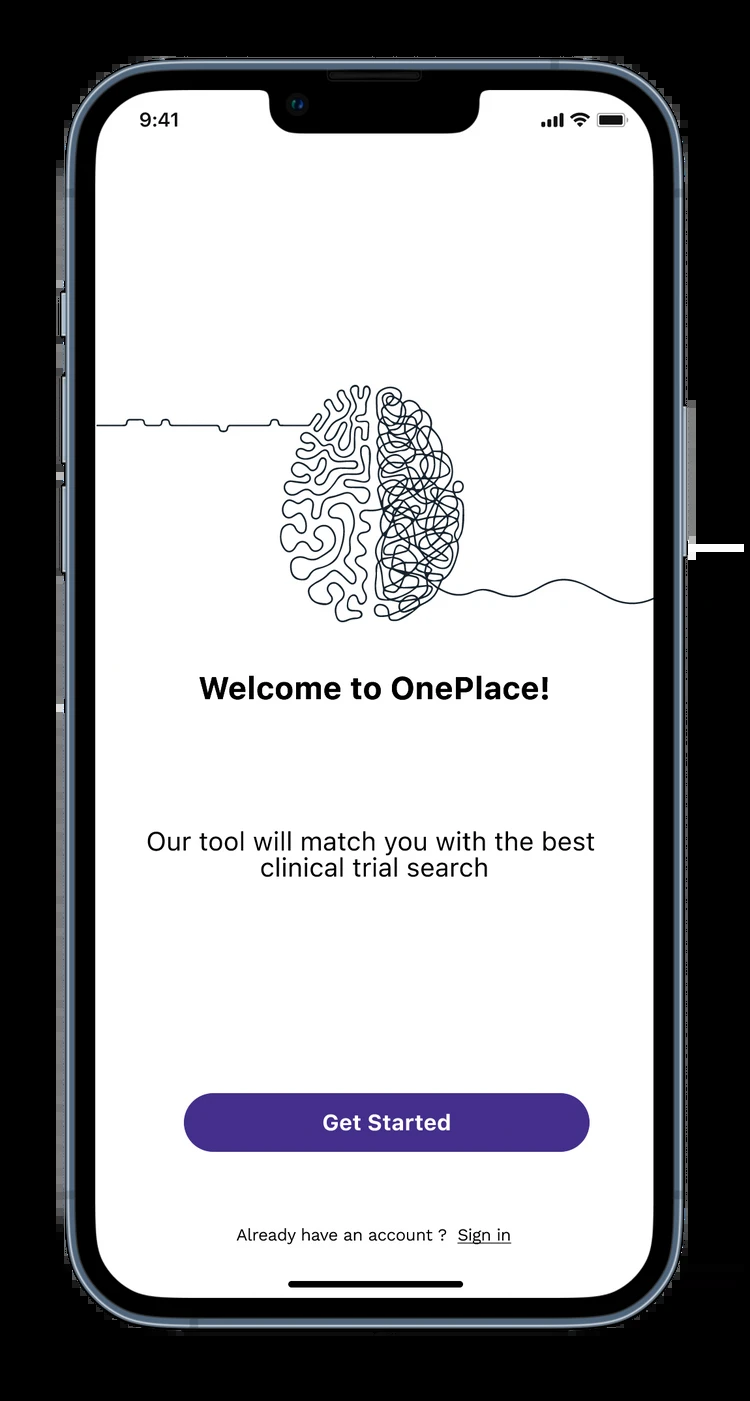 9:41
Welcome to OnePlace!
Our tool will match you with the best
clinical trial search
Get Started
Already have an account ? Sign in